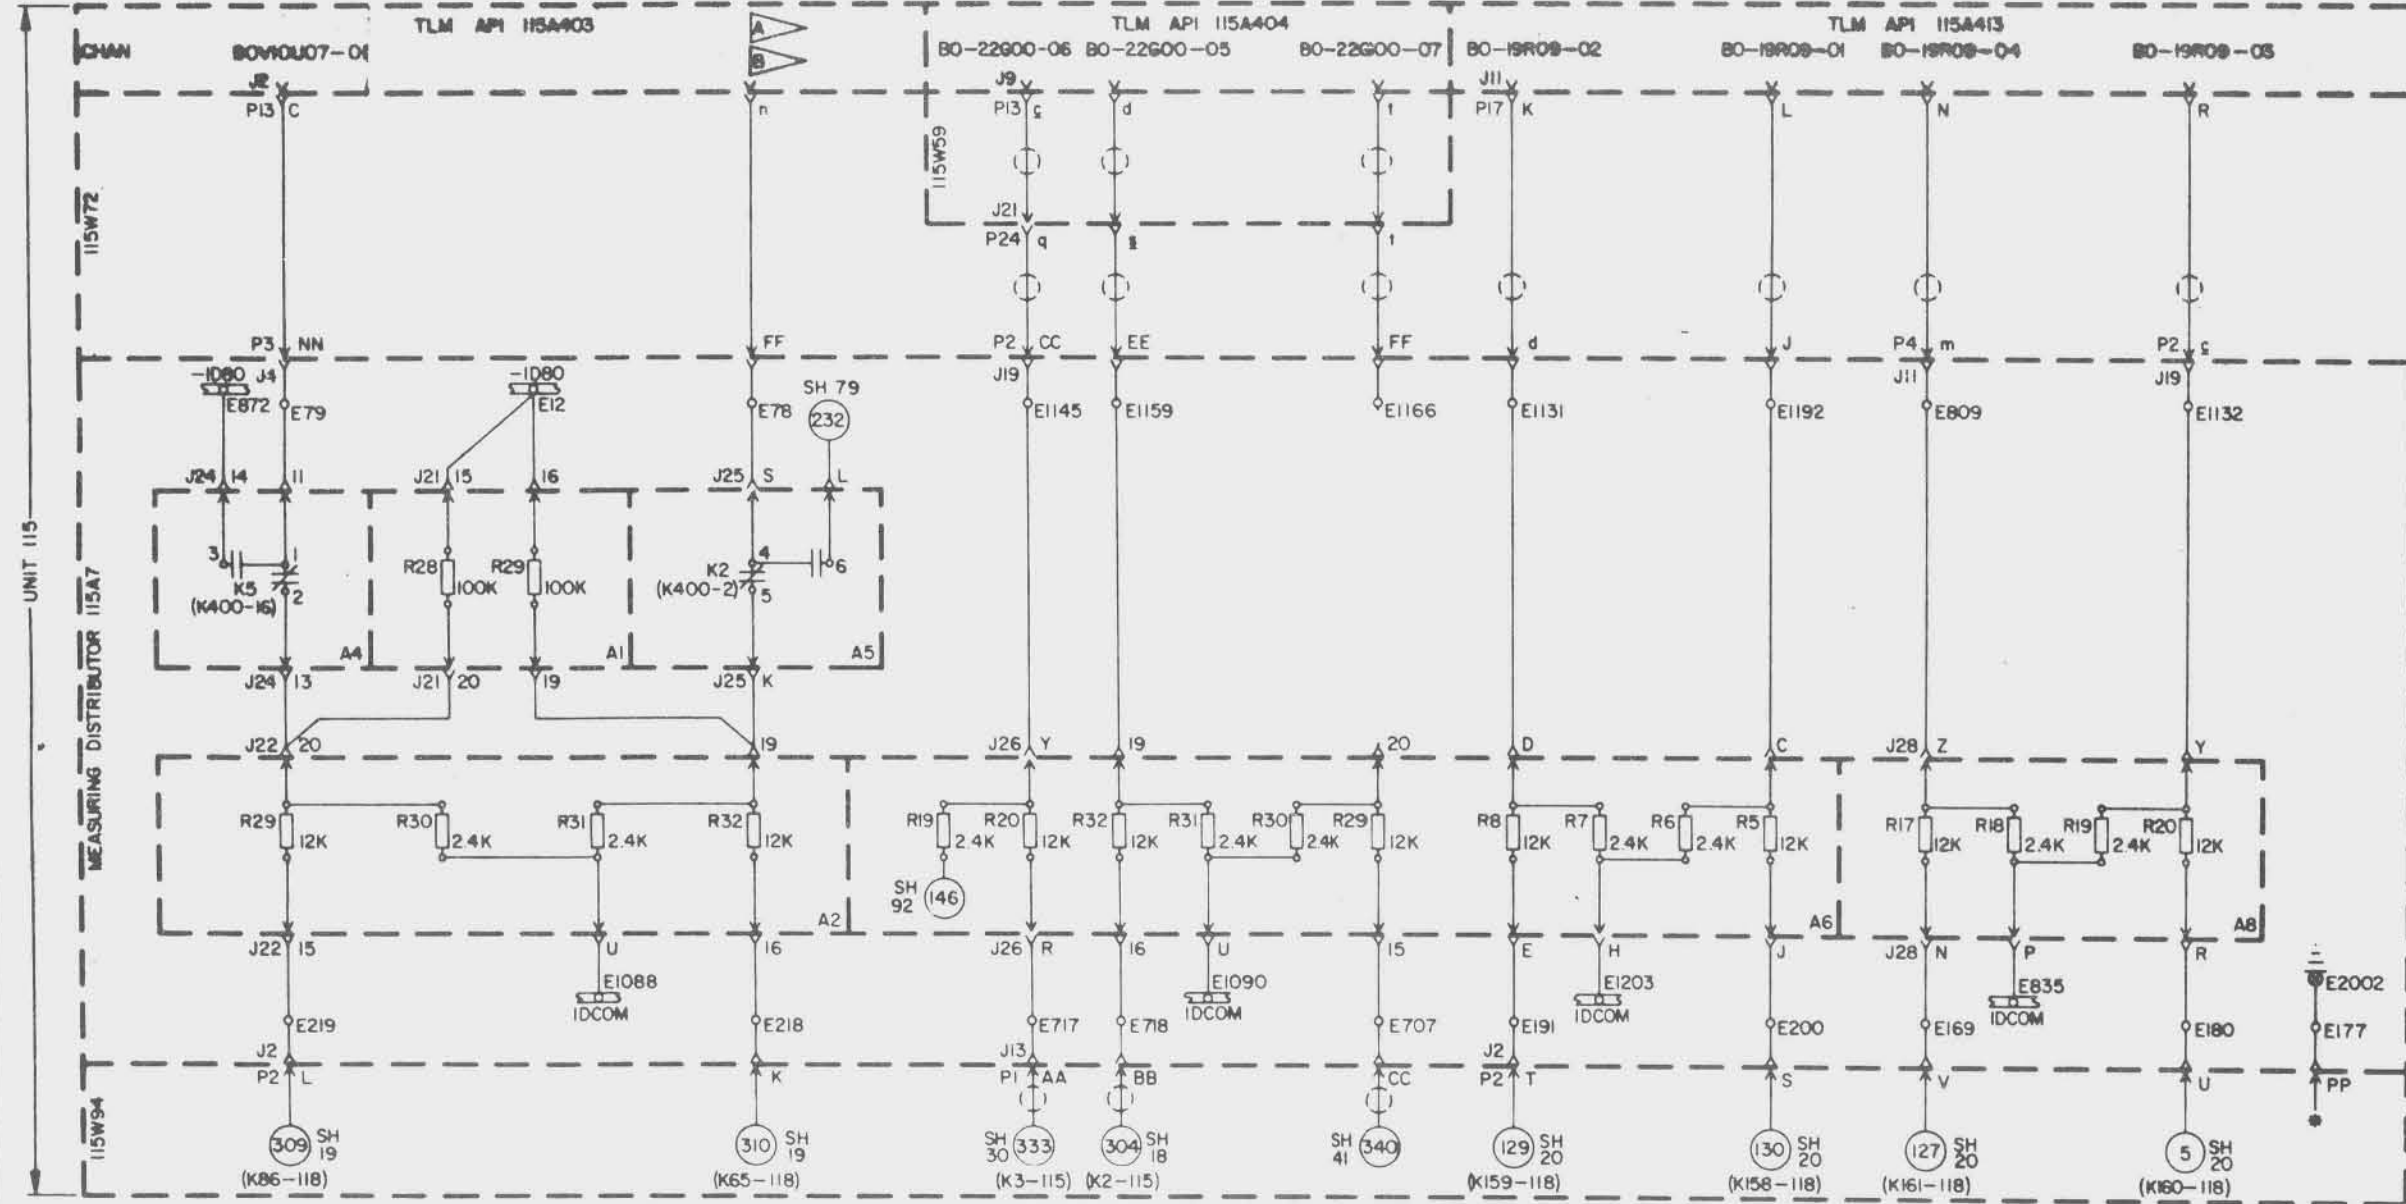 TLM API 115A403
TLM API 115A404
TLM API 115A413
CHAN
A
B
BO-22G00-06 BO-22G00-05 BO-22G00-07
BO-19R09-02 BO-19R09-01 BO-19R09-04
J2 J9 J11
P13 C n P13 c d t P17 K L N R
115W72
115W59
J21
P24 q s t
P3 NN FF P2 CC EE FF d J P4 m P2 c
-1D80 J4 -1D80 SH 79 J19 J11 J19
E872 E79 E12 E78 232 E1145 E1159 E1166 E1131 E1192 E809 E1132
J24 14 11 J21 15 16 J25 S L
UNIT 115
MEASURING DISTRIBUTOR 115A7
3 1 4 6
K5 R28 R29 K2
(K400-16) 2 100K 100K (K400-2) 5
A4 A1 A5
J24 13 J21 20 19 J25 K
J22 20 19 J26 Y 19 20 D C J28 Z Y
R29 R30 R31 R32 R19 R20 R32 R31 R30 R29 R8 R7 R6 R5 R17 R18 R19 R20
12K 2.4K 2.4K 12K 2.4K 12K 12K 2.4K 2.4K 12K 12K 2.4K 2.4K 12K 12K 2.4K 2.4K 12K
SH 92 146
A2 A6 A8
J22 15 U 16 J26 R 16 U 15 E H J J28 N P R
E1088 E1090 E1203 E835 E2002
IDCOM IDCOM IDCOM IDCOM
E219 E218 E717 E718 E707 E191 E200 E169 E180 E177
J2 J13 J2
P2 L K P1 AA BB CC P2 T S V U PP
115W94
309 SH 19
310 SH 19
SH 30 333
304 SH 18
SH 41 340
129 SH 20
130 SH 20
127 SH 20
5 SH 20
*
(K86-118) (K65-118) (K3-115) (K2-115) (K159-118) (K158-118) (K161-118) (K160-118)